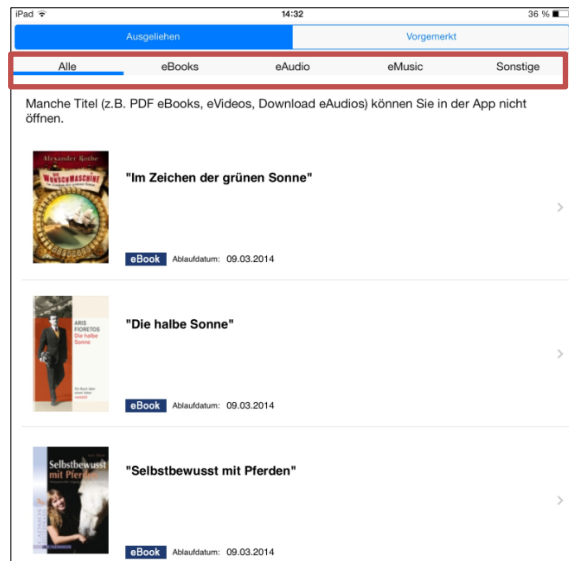 iPad 14:32 36 %
Ausgeliehen Vorgemerkt
Alle eBooks eAudio eMusic Sonstige
Manche Titel (z.B. PDF eBooks, eVideos, Download eAudios) können Sie in der App nicht
öffnen.
Alexander Rothe
WUNSCHMASCHINE
"Im Zeichen der grünen Sonne"
eBook Ablaufdatum: 09.03.2014
ARIS
FIORETOS
Die halbe
Sonne
"Die halbe Sonne"
eBook Ablaufdatum: 09.03.2014
Selbstbewusst
mit Pferden
"Selbstbewusst mit Pferden"
CADMOS
eBook Ablaufdatum: 09.03.2014